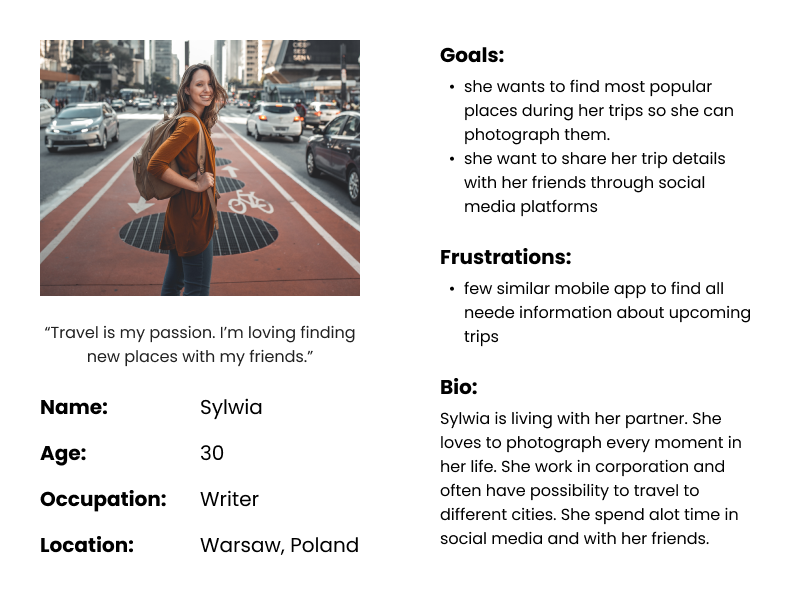 “Travel is my passion. I’m loving finding
new places with my friends.”
Name: Sylwia
Age: 30
Occupation: Writer
Location: Warsaw, Poland
Goals:
• she wants to find most popular
places during her trips so she can
photograph them.
• she want to share her trip details
with her friends through social
media platforms
Frustrations:
• few similar mobile app to find all
neede information about upcoming
trips
Bio:
Sylwia is living with her partner. She
loves to photograph every moment in
her life. She work in corporation and
often have possibility to travel to
different cities. She spend alot time in
social media and with her friends.